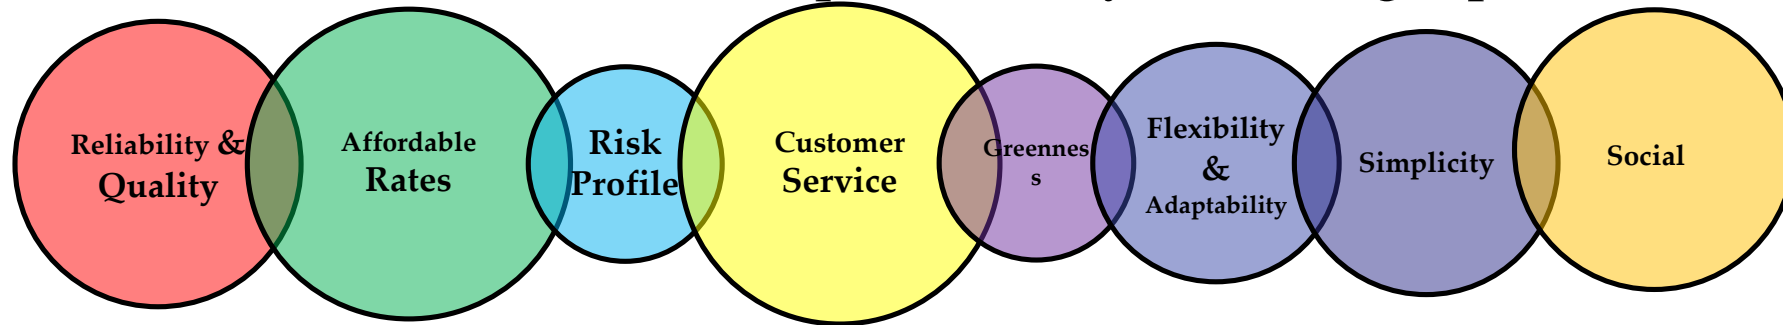 Reliability &
Quality
Affordable
Rates
Risk
Profile
Customer
Service
Greennes
s
Flexibility
&
Adaptability
Simplicity
Social